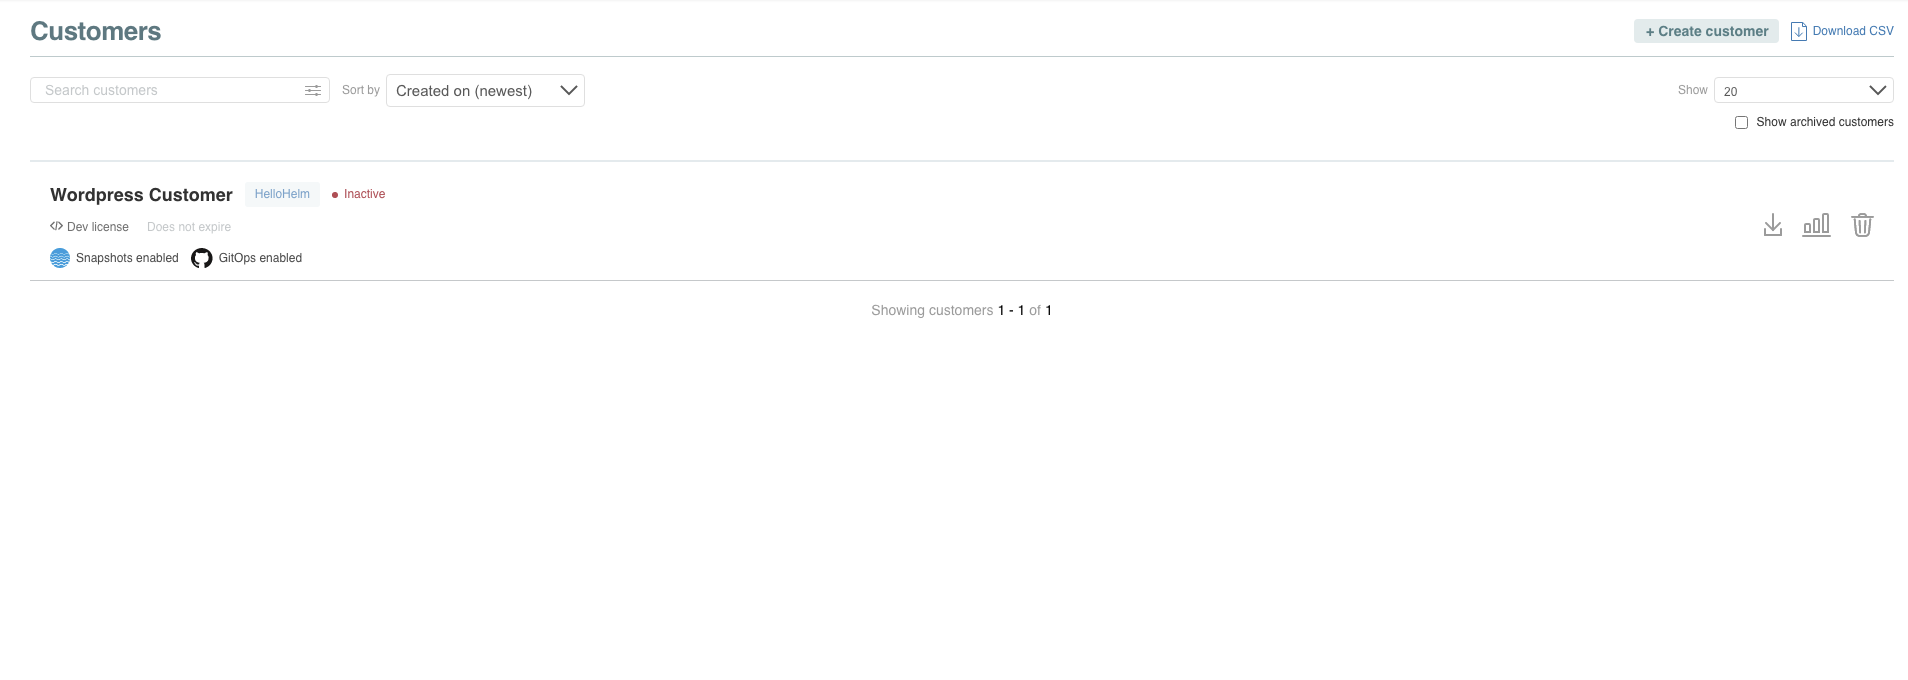 Customers
+ Create customer
Download CSV
Search customers
Sort by
Created on (newest)
Show
20
Show archived customers
Wordpress Customer
HelloHelm
Inactive
Dev license
Does not expire
Snapshots enabled
GitOps enabled
Showing customers 1 - 1 of 1